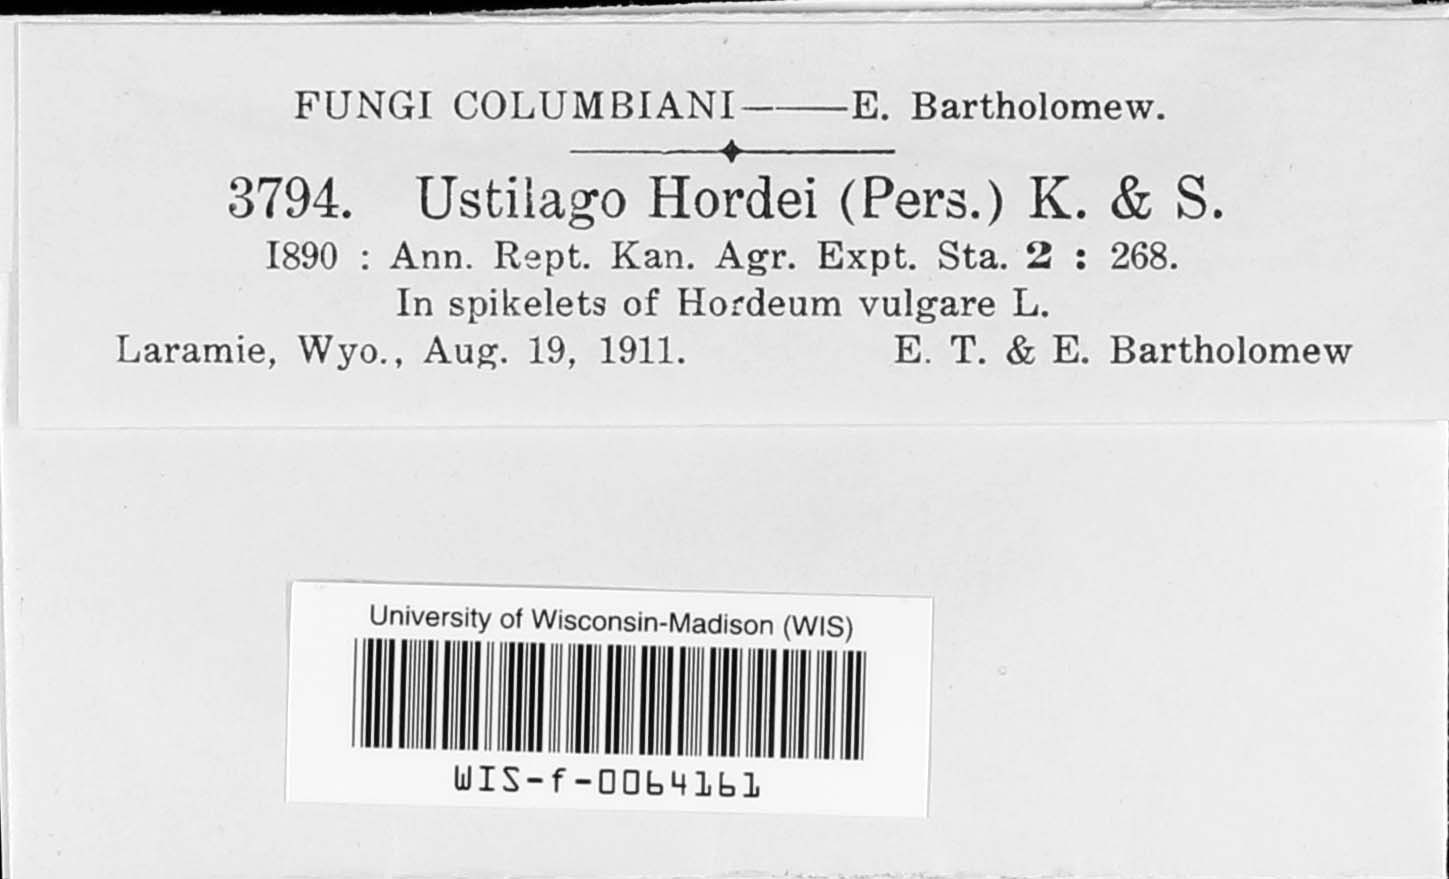 FUNGI COLUMBIANI——E. Bartholomew.
3794. Ustilago Hordei (Pers.) K. & S.
1890 : Ann. Rept. Kan. Agr. Expt. Sta. 2 : 268.
In spikelets of Hordeum vulgare L.
Laramie, Wyo., Aug. 19, 1911. E. T. & E. Bartholomew
University of Wisconsin-Madison (WIS)
WIS-f-0064161